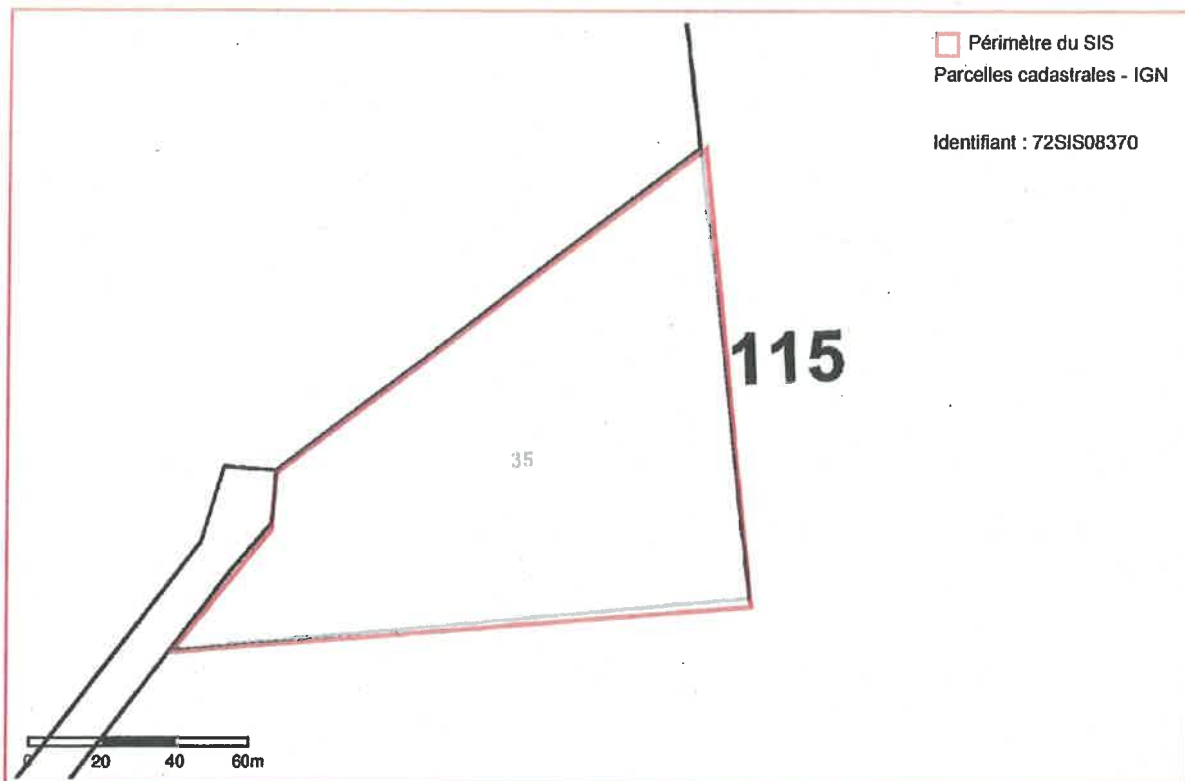 Périmètre du SIS
Parcelles cadastrales - IGN
Identifiant : 72SIS08370
115
35
0 20 40 60m